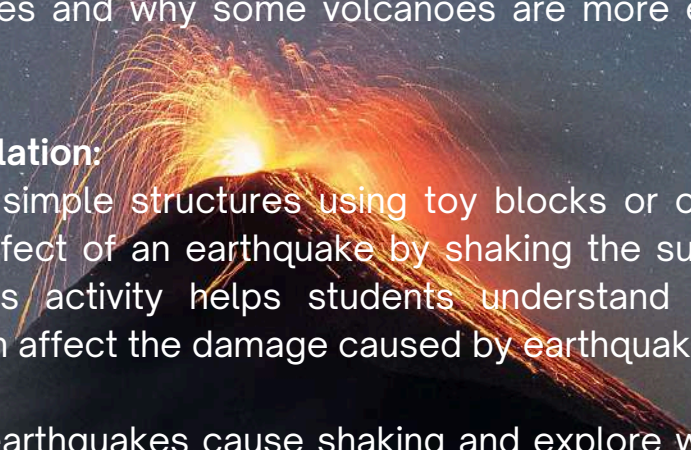 es and why some volcanoes are more e
lation:
simple structures using toy blocks or o
fect of an earthquake by shaking the su
s activity helps students understand
n affect the damage caused by earthquak
earthquakes cause shaking and explore w